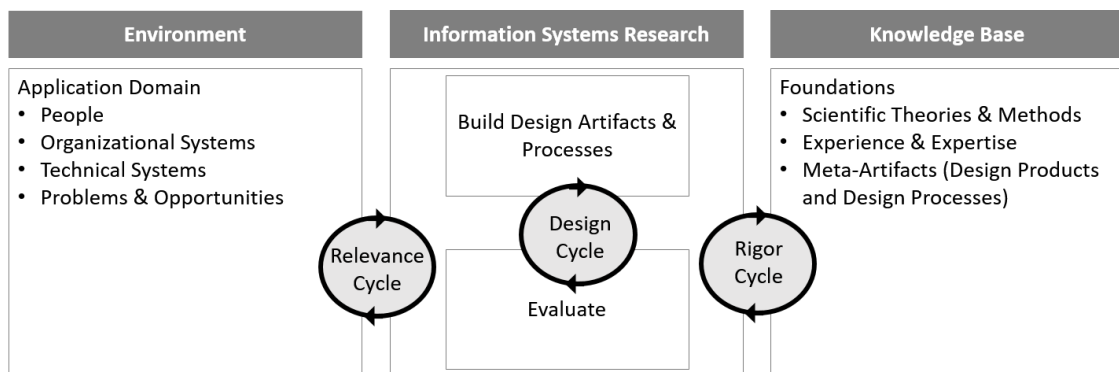 Environment
Information Systems Research
Knowledge Base
Application Domain
• People
• Organizational Systems
• Technical Systems
• Problems & Opportunities
Relevance
Cycle
Build Design Artifacts &
Processes
Design
Cycle
Evaluate
Rigor
Cycle
Foundations
• Scientific Theories & Methods
• Experience & Expertise
• Meta-Artifacts (Design Products
and Design Processes)